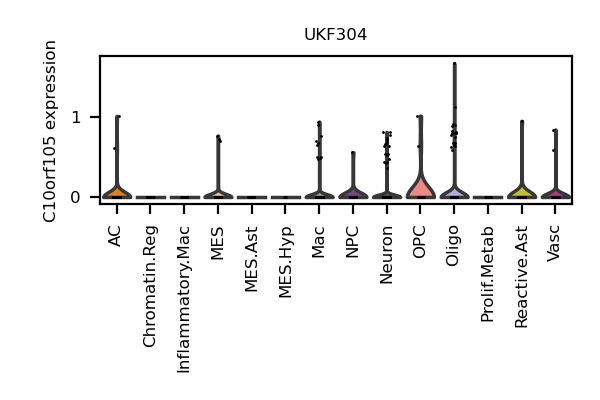 UKF304
C10orf105 expression
1
0
AC
Chromatin.Reg
Inflammatory.Mac
MES
MES.Ast
MES.Hyp
Mac
NPC
Neuron
OPC
Oligo
Prolif.Metab
Reactive.Ast
Vasc